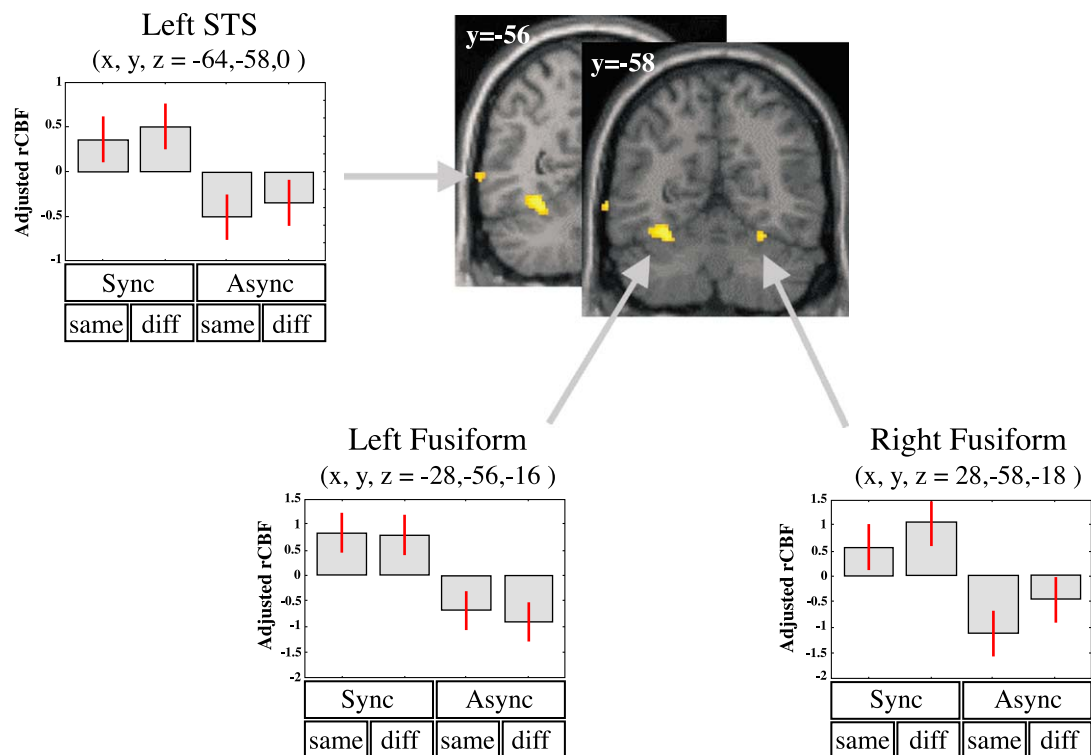 Left STS
(x, y, z = -64,-58,0 )
Adjusted rCBF
1
0.5
0
-0.5
-1
Sync Async
same diff same diff
y=-56
y=-58
Left Fusiform
(x, y, z = -28,-56,-16 )
Adjusted rCBF
1.5
1
0.5
0
-0.5
-1
-1.5
-2
Sync Async
same diff same diff
Right Fusiform
(x, y, z = 28,-58,-18 )
Adjusted rCBF
1.5
1
0.5
0
-0.5
-1
-1.5
-2
Sync Async
same diff same diff